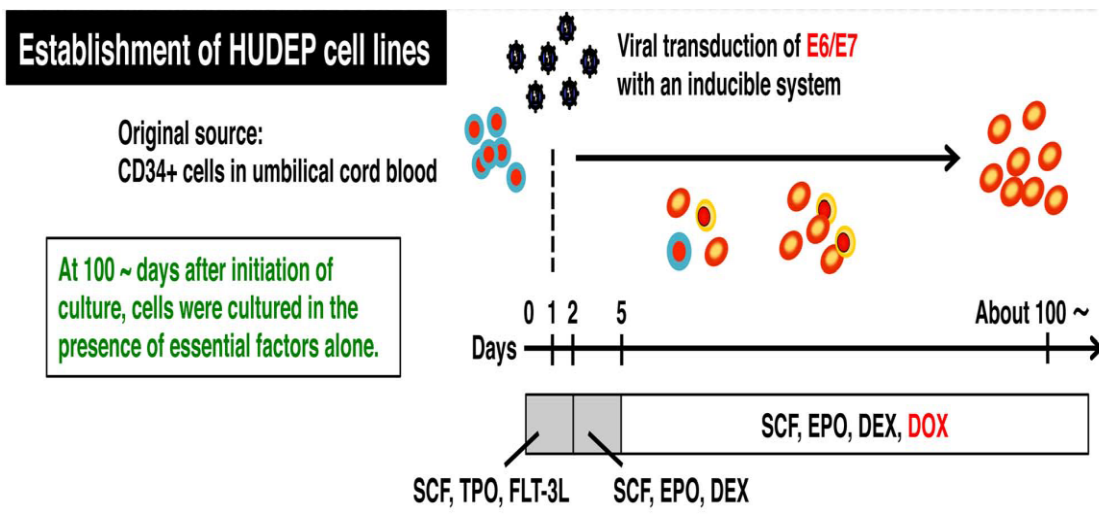 Establishment of HUDEP cell lines
Viral transduction of E6/E7
with an inducible system
Original source:
CD34+ cells in umbilical cord blood
At 100 ~ days after initiation of
culture, cells were cultured in the
presence of essential factors alone.
0 1 2 5 About 100 ~
Days
SCF, EPO, DEX, DOX
SCF, TPO, FLT-3L SCF, EPO, DEX